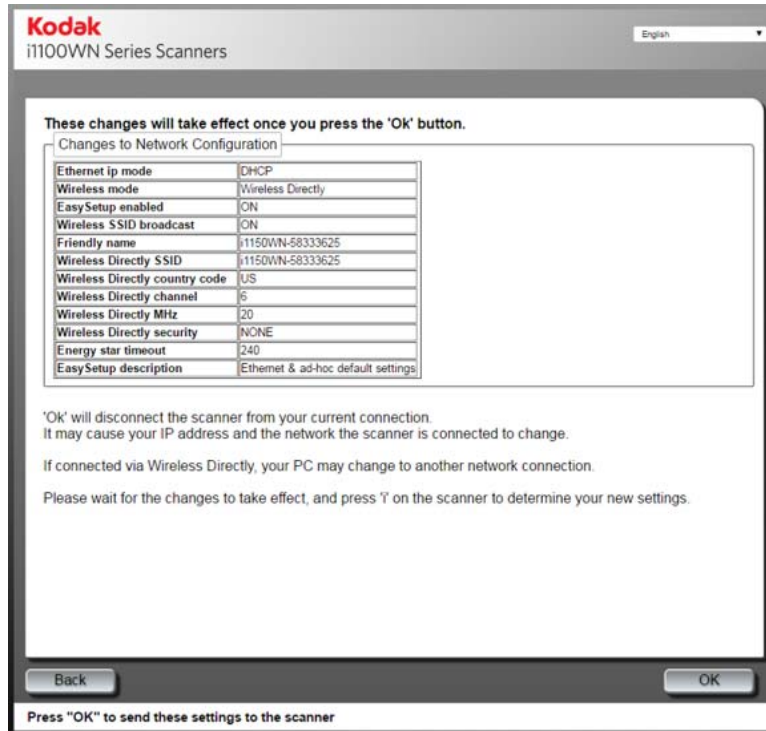 Kodak
i1100WN Series Scanners
English
These changes will take effect once you press the 'Ok' button.
Changes to Network Configuration
Ethernet ip mode DHCP
Wireless mode Wireless Directly
EasySetup enabled ON
Wireless SSID broadcast ON
Friendly name i1150WN-58333625
Wireless Directly SSID i1150WN-58333625
Wireless Directly country code US
Wireless Directly channel 6
Wireless Directly MHz 20
Wireless Directly security NONE
Energy star timeout 240
EasySetup description Ethernet & ad-hoc default settings
'Ok' will disconnect the scanner from your current connection.
It may cause your IP address and the network the scanner is connected to change.
If connected via Wireless Directly, your PC may change to another network connection.
Please wait for the changes to take effect, and press 'i' on the scanner to determine your new settings.
Back
OK
Press "OK" to send these settings to the scanner